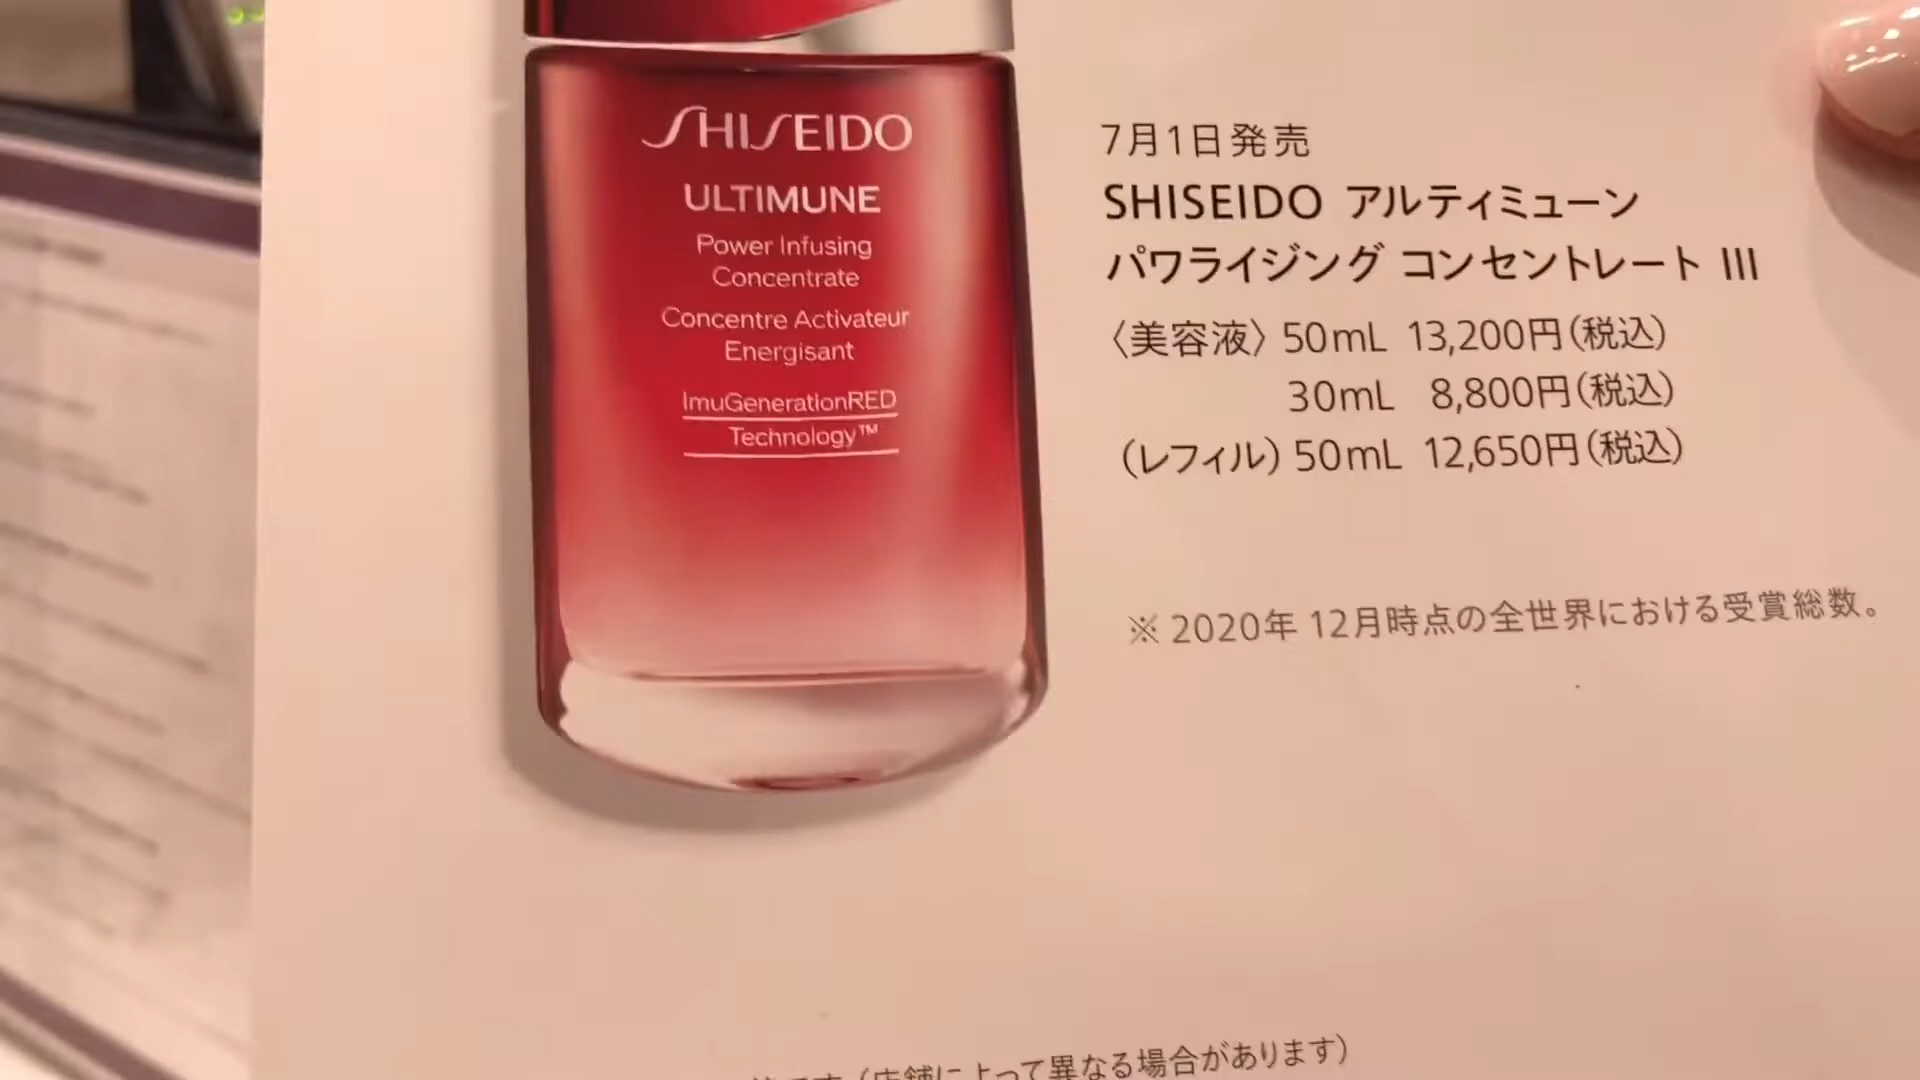 SHISEIDO
ULTIMUNE
Power Infusing
Concentrate
Concentre Activateur
Energisant
ImuGenerationRED
Technology™
7月1日発売
SHISEIDO アルティミューン
パワライジング コンセントレート III
〈美容液〉50mL 13,200円(税込)
30mL 8,800円(税込)
(レフィル) 50mL 12,650円(税込)
※ 2020年 12月時点の全世界における受賞総数。
です(店舗によって異なる場合があります)